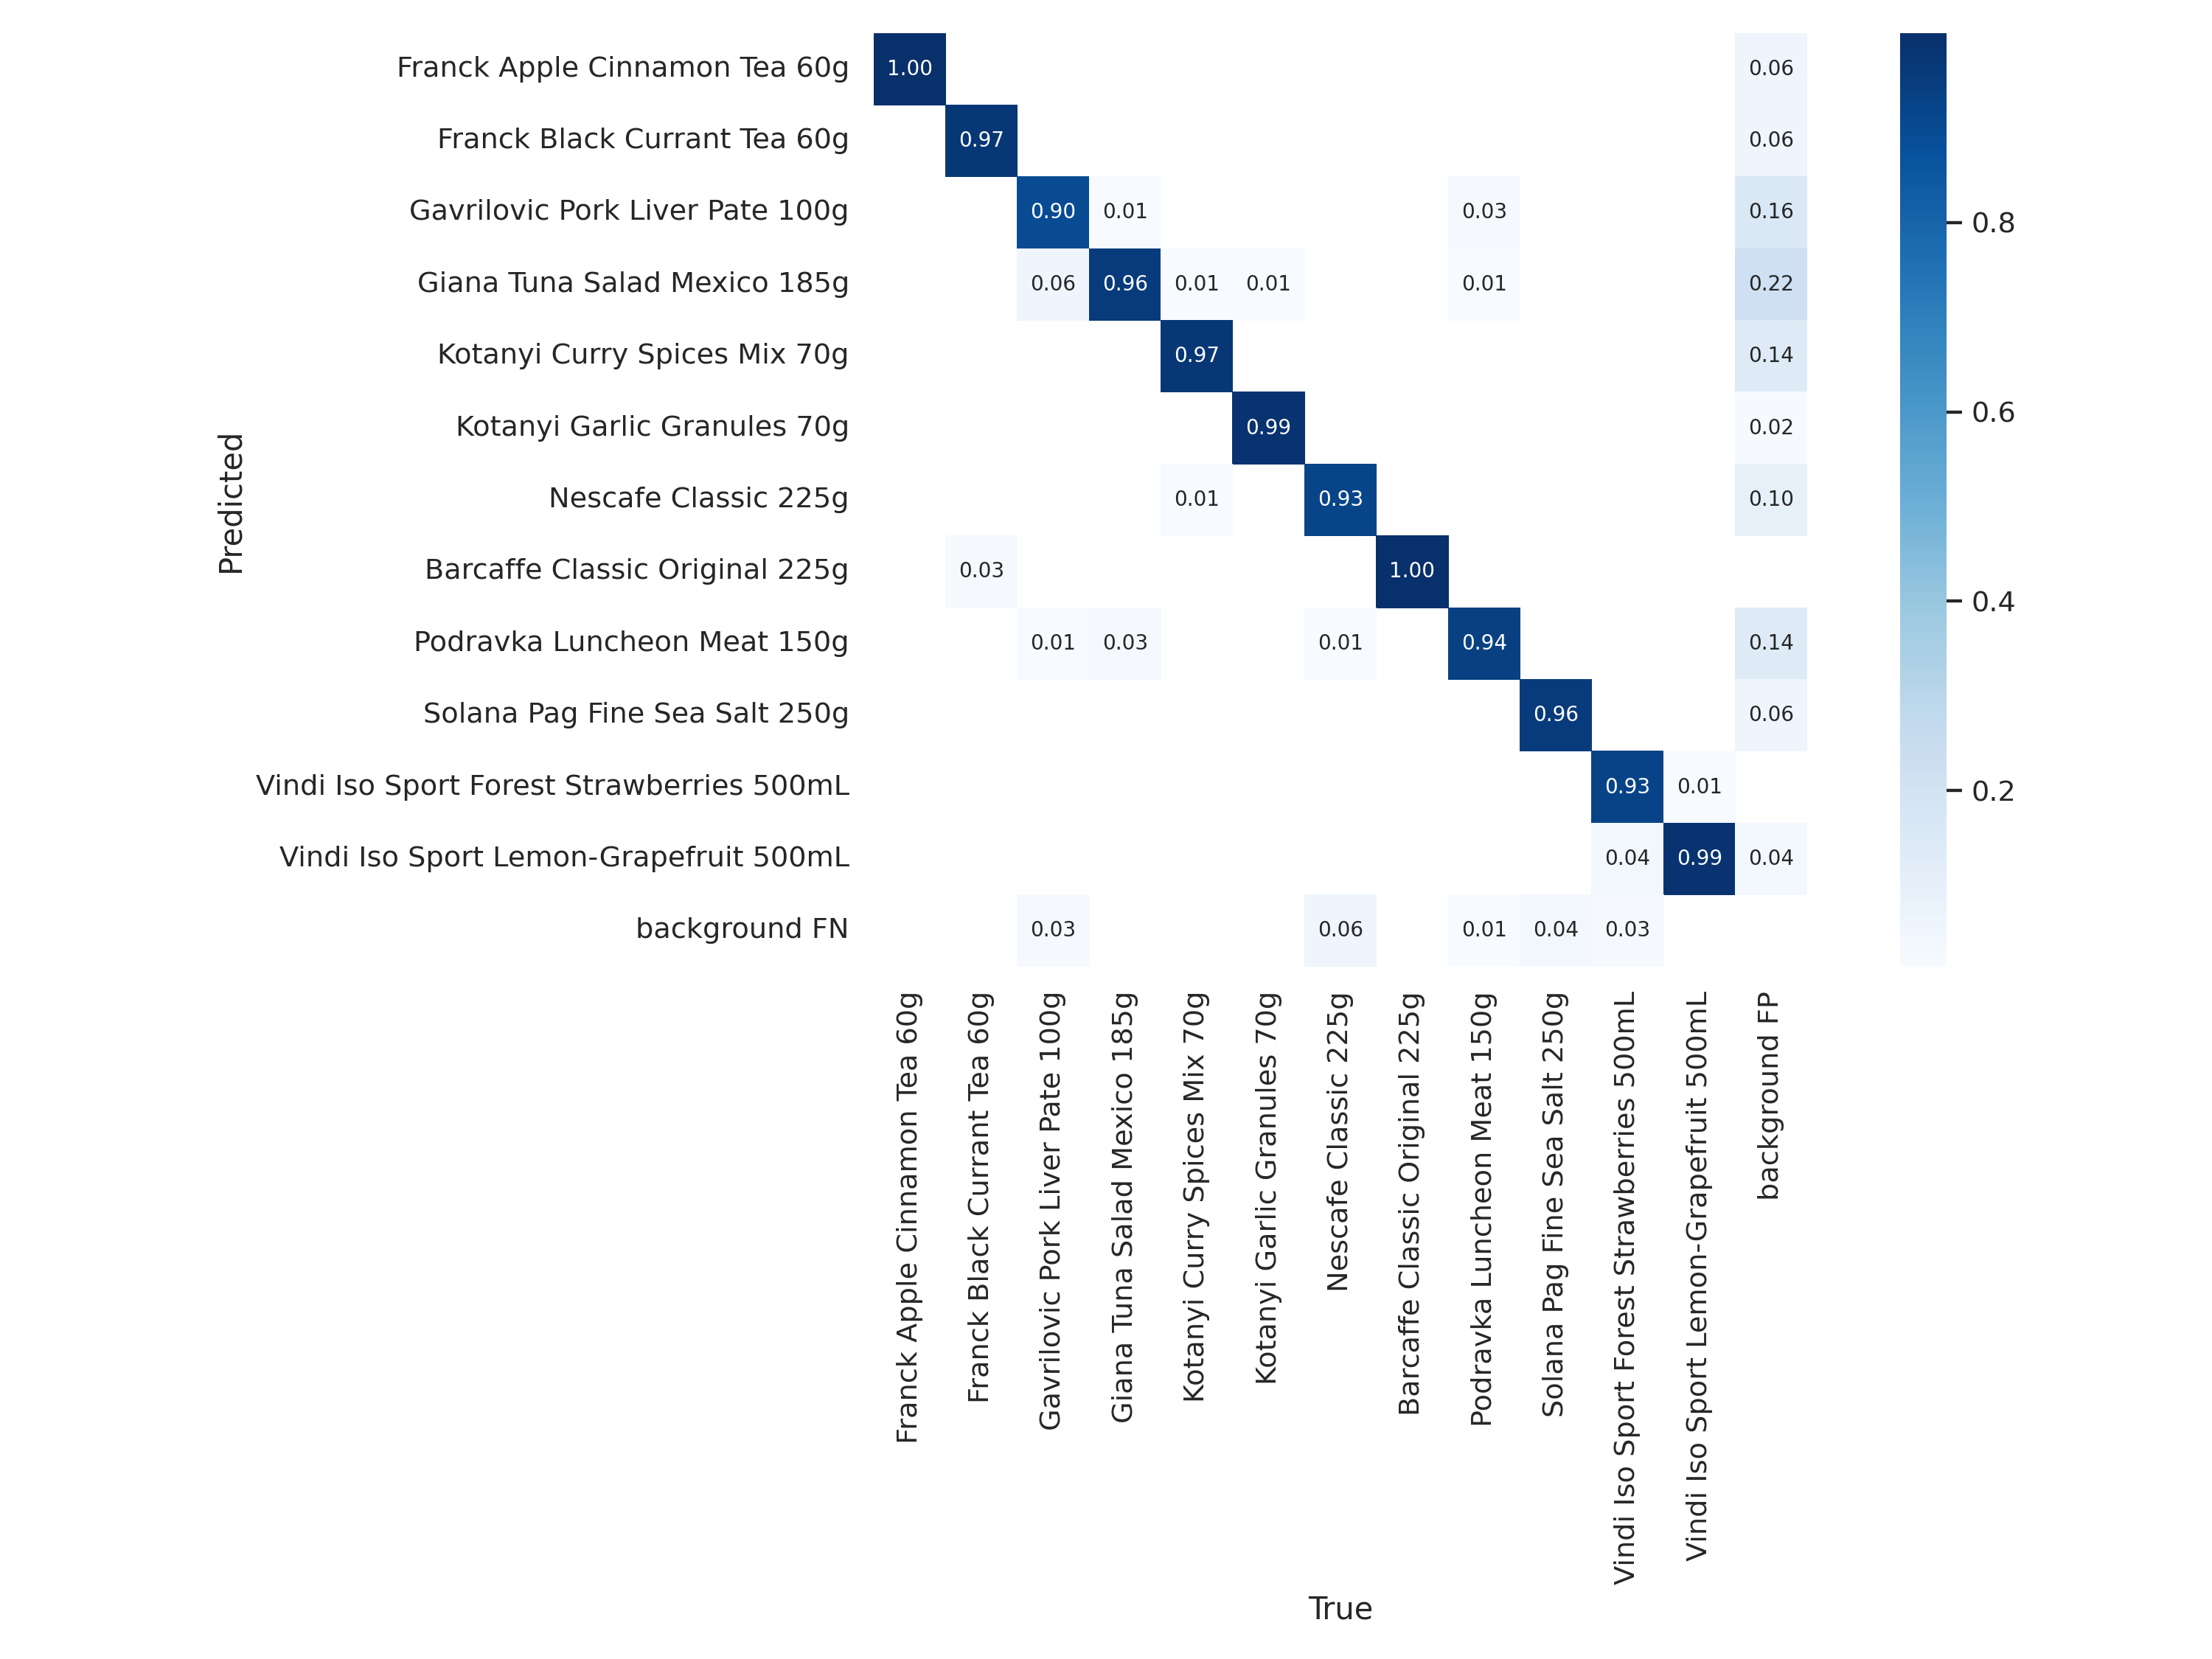 Franck Apple Cinnamon Tea 60g 1.00 0.06
Franck Black Currant Tea 60g 0.97 0.06
Gavrilovic Pork Liver Pate 100g 0.90 0.01 0.03 0.16 0.8
Giana Tuna Salad Mexico 185g 0.06 0.96 0.01 0.01 0.01 0.22
Kotanyi Curry Spices Mix 70g 0.97 0.14
Kotanyi Garlic Granules 70g 0.99 0.02 0.6
Predicted
Nescafe Classic 225g 0.01 0.93 0.10
Barcaffe Classic Original 225g 0.03 1.00 0.4
Podravka Luncheon Meat 150g 0.01 0.03 0.01 0.94 0.14
Solana Pag Fine Sea Salt 250g 0.96 0.06
Vindi Iso Sport Forest Strawberries 500mL 0.93 0.01 0.2
Vindi Iso Sport Lemon-Grapefruit 500mL 0.04 0.99 0.04
background FN 0.03 0.06 0.01 0.04 0.03
Franck Apple Cinnamon Tea 60g
Franck Black Currant Tea 60g
Gavrilovic Pork Liver Pate 100g
Giana Tuna Salad Mexico 185g
Kotanyi Curry Spices Mix 70g
Kotanyi Garlic Granules 70g
Nescafe Classic 225g
Barcaffe Classic Original 225g
Podravka Luncheon Meat 150g
Solana Pag Fine Sea Salt 250g
Vindi Iso Sport Forest Strawberries 500mL
Vindi Iso Sport Lemon-Grapefruit 500mL
background FP
True